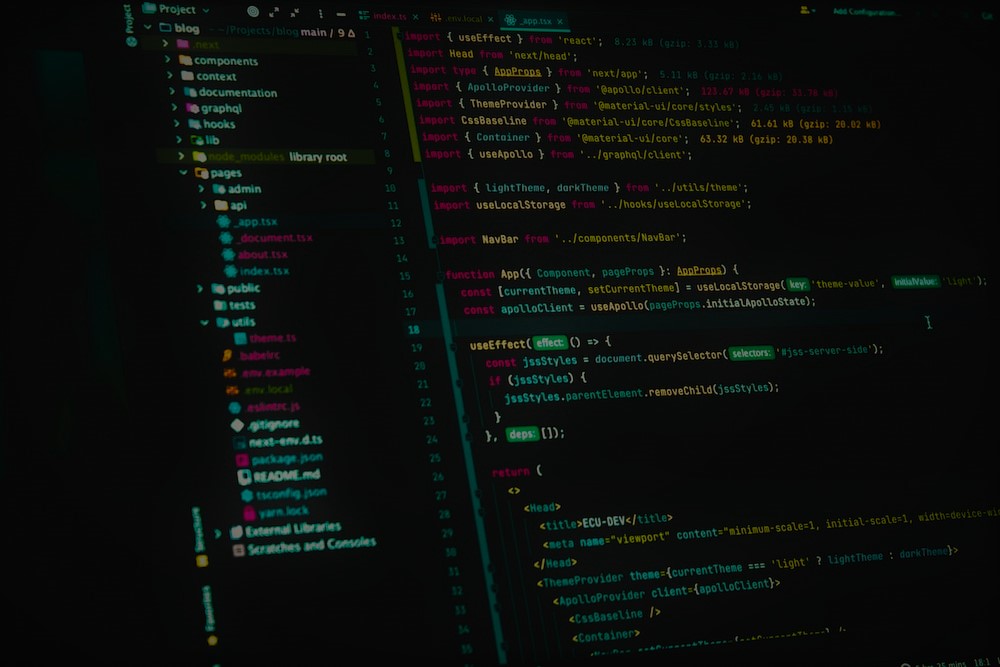 Project
Project
blog ~/Projects/blog main / 9 Δ
.next
components
context
documentation
graphql
hooks
lib
node_modules library root
pages
admin
api
_app.tsx
_document.tsx
about.tsx
index.tsx
public
tests
utils
theme.ts
.babelrc
.env.example
.env.local
.eslintrc.js
.gitignore
next-env.d.ts
package.json
README.md
tsconfig.json
yarn.lock
External Libraries
Scratches and Consoles
Structure
Favorites
index.ts .env.local _app.tsx
Add Configuration...
1 import { useEffect } from 'react'; 8.23 kB (gzip: 3.33 kB)
2 import Head from 'next/head';
3 import type { AppProps } from 'next/app'; 5.11 kB (gzip: 2.16 kB)
4 import { ApolloProvider } from '@apollo/client'; 123.67 kB (gzip: 33.78 kB)
5 import { ThemeProvider } from '@material-ui/core/styles'; 2.45 kB (gzip: 1.15 kB)
6 import CssBaseline from '@material-ui/core/CssBaseline'; 61.61 kB (gzip: 20.02 kB)
7 import { Container } from '@material-ui/core'; 63.32 kB (gzip: 20.38 kB)
8 import { useApollo } from '../graphql/client';
9
10 import { lightTheme, darkTheme } from '../utils/theme';
11 import useLocalStorage from '../hooks/useLocalStorage';
12
13 import NavBar from '../components/NavBar';
14
15 function App({ Component, pageProps }: AppProps) {
16 const [currentTheme, setCurrentTheme] = useLocalStorage( key: 'theme-value', initialValue: 'light');
17 const apolloClient = useApollo(pageProps.initialApolloState);
18
19 useEffect( effect: () => {
20 const jssStyles = document.querySelector( selectors: '#jss-server-side');
21 if (jssStyles) {
22 jssStyles.parentElement.removeChild(jssStyles);
23 }
24 }, deps: []);
25
26 return (
27 <>
28 <Head>
29 <title>ECU-DEV</title>
30 <meta name="viewport" content="minimum-scale=1, initial-scale=1, width=device-wi
31 </Head>
32 <ThemeProvider theme={currentTheme === 'light' ? lightTheme : darkTheme}>
33 <ApolloProvider client={apolloClient}>
34 <CssBaseline />
<Container>